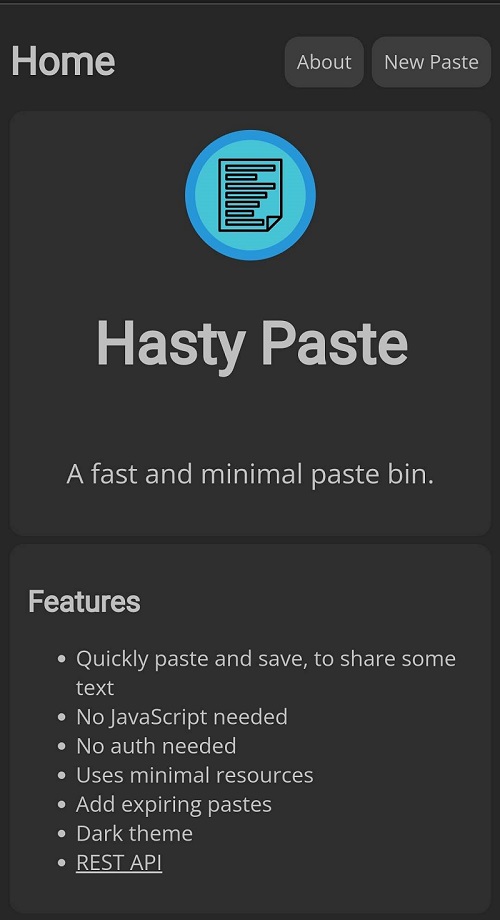 Home
About
New Paste
Hasty Paste
A fast and minimal paste bin.
Features
Quickly paste and save, to share some
text
No JavaScript needed
No auth needed
Uses minimal resources
Add expiring pastes
Dark theme
REST API